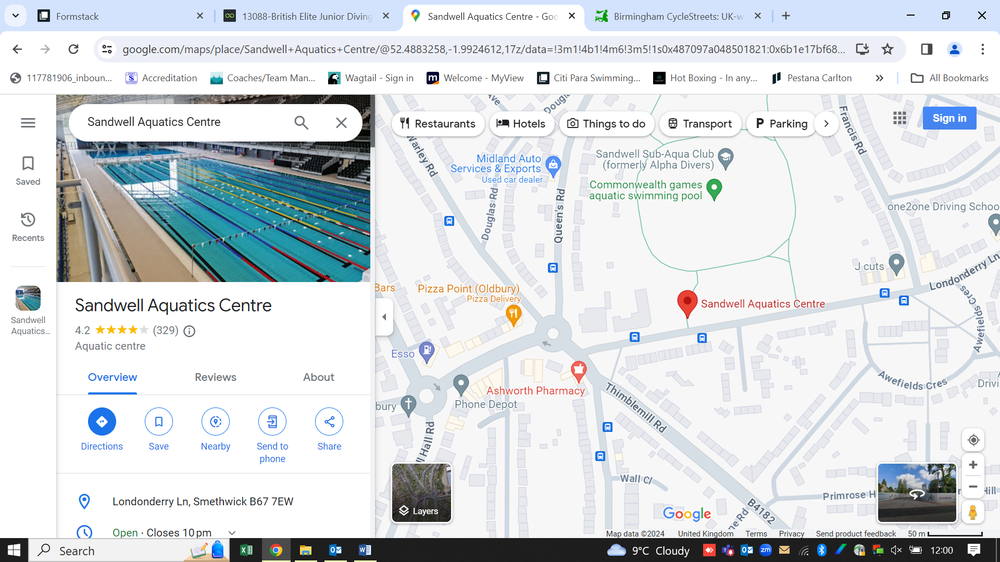 Formstack
13088-British Elite Junior Diving
Sandwell Aquatics Centre - Goo
Birmingham CycleStreets: UK-w
google.com/maps/place/Sandwell+Aquatics+Centre/@52.4883258,-1.9924612,17z/data=!3m1!4b1!4m6!3m5!1s0x487097a048501821:0x6b1e17bf68...
117781906_inboun...
Accreditation
Coaches/Team Man...
Wagtail - Sign in
Welcome - MyView
Citi Para Swimming...
Hot Boxing - In any...
Pestana Carlton
All Bookmarks
Sandwell Aquatics Centre
Saved
Recents
Sandwell
Aquatics...
Sandwell Aquatics Centre
4.2 (329)
Aquatic centre
Overview
Reviews
About
Directions
Save
Nearby
Send to
phone
Share
Londonderry Ln, Smethwick B67 7EW
Open · Closes 10 pm
Restaurants
Hotels
Things to do
Transport
P Parking
Sign in
Ave
Dougla
Francis Rd
Warley Rd
Midland Auto
Services & Exports
Used car dealer
Sandwell Sub-Aqua Club
(formerly Alpha Divers)
Commonwealth games
aquatic swimming pool
Douglas Rd
Queen's Rd
one2one Driving Schoo
J cuts
Londonderry Ln
Bars
Pizza Point (Oldbury)
Pizza Delivery
Sandwell Aquatics Centre
Awefields Cres
Esso
Ashworth Pharmacy
Phone Depot
bury
Thimblemill Rd
Awefields Cres
Drivi
l Hall Rd
Wall Cl
Primrose H
Hill
B4182
ne Rd
Layers
Google
Map data ©2024
United Kingdom
Terms
Privacy
Send product feedback
50 m
Search
9°C Cloudy
zm
12:00